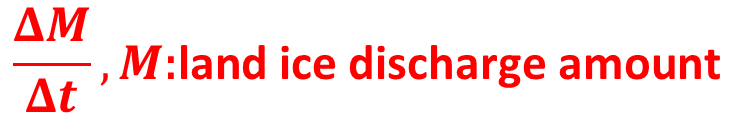 ΔM/Δt , M:land ice discharge amount